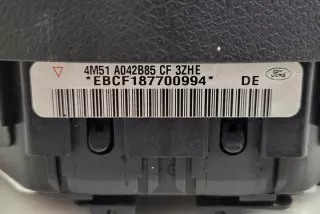 4M51 A042B85 CF 3ZHE
Ford
*EBCF187700994* DE